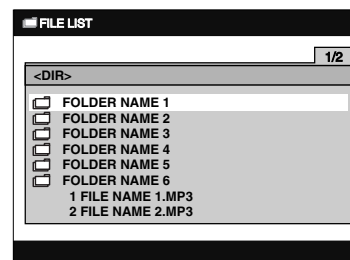 FILE LIST
1/2
<DIR>
FOLDER NAME 1
FOLDER NAME 2
FOLDER NAME 3
FOLDER NAME 4
FOLDER NAME 5
FOLDER NAME 6
1 FILE NAME 1.MP3
2 FILE NAME 2.MP3